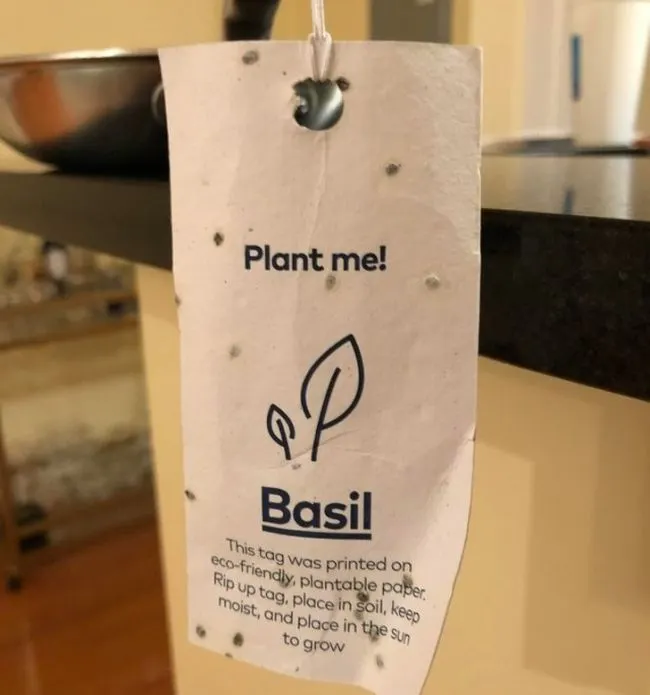 Plant me!
Basil
This tag was printed on
eco-friendly, plantable paper.
Rip up tag, place in soil, keep
moist, and place in the sun
to grow